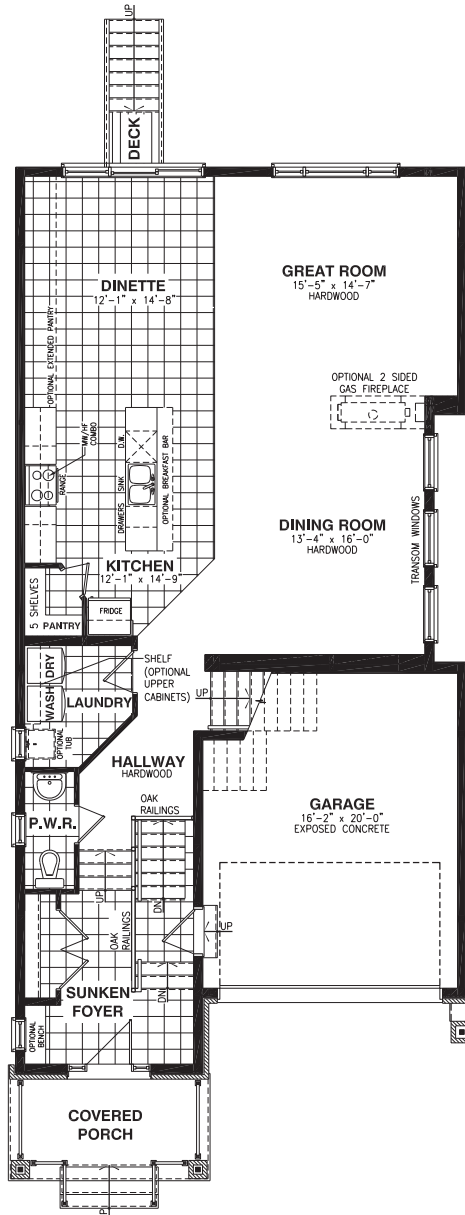 UP
DECK
DINETTE
12'-1" x 14'-8"
GREAT ROOM
15'-5" x 14'-7"
HARDWOOD
OPTIONAL EXTENDED PANTRY
OPTIONAL 2 SIDED
GAS FIREPLACE
MW/HF
COMBO
RANGE
D.W.
SINK
DRAWERS
OPTIONAL BREAKFAST BAR
TRANSOM WINDOWS
DINING ROOM
13'-4" x 16'-0"
HARDWOOD
KITCHEN
12'-1" x 14'-9"
5 SHELVES
PANTRY
FRIDGE
WASH
DRY
SHELF
(OPTIONAL
UPPER
CABINETS)
LAUNDRY
UP
OPTIONAL
TUB
HALLWAY
HARDWOOD
OAK
RAILINGS
GARAGE
16'-2" x 20'-0"
EXPOSED CONCRETE
P.W.R.
UP
DN
OAK
RAILINGS
UP
DN
SUNKEN
FOYER
OPTIONAL
BENCH
COVERED
PORCH